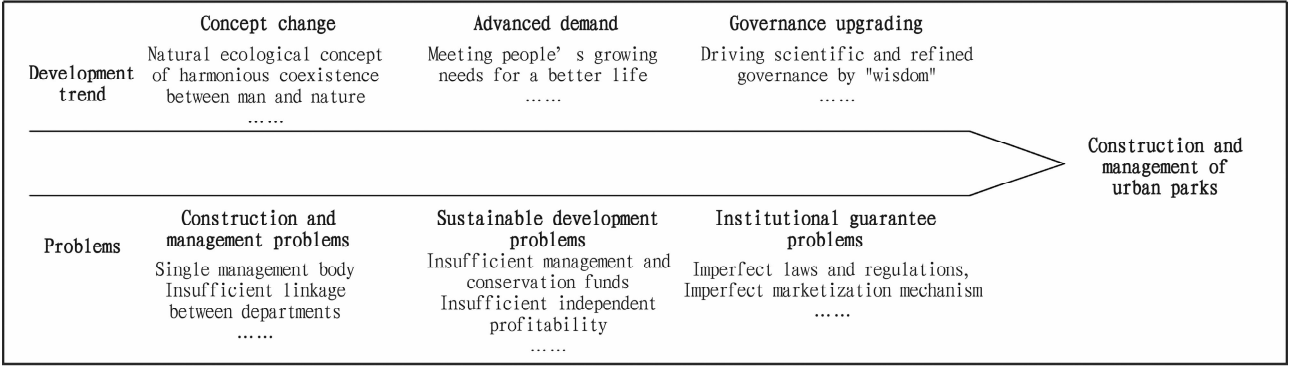 Concept change
Natural ecological concept
of harmonious coexistence
between man and nature
……
Advanced demand
Meeting people’s growing
needs for a better life
……
Governance upgrading
Driving scientific and refined
governance by "wisdom"
……
Development
trend
Construction and
management of
urban parks
Problems
Construction and
management problems
Single management body
Insufficient linkage
between departments
……
Sustainable development
problems
Insufficient management and
conservation funds
Insufficient independent
profitability
……
Institutional guarantee
problems
Imperfect laws and regulations,
Imperfect marketization mechanism
……